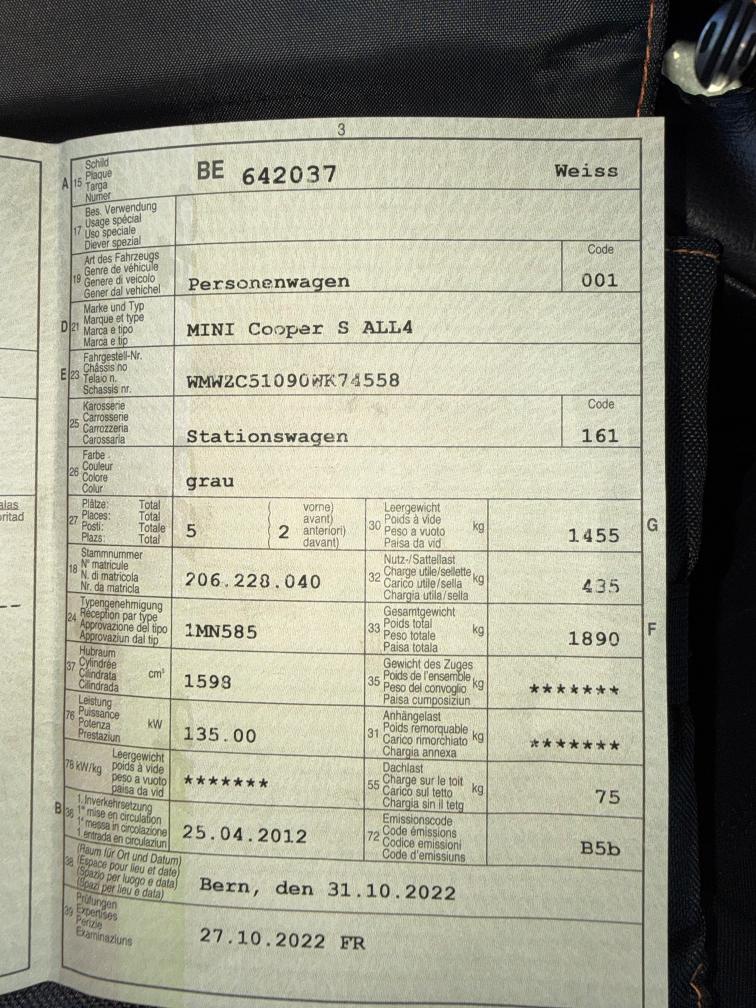 3
A 15 Schild
Plaque
Targa
Numer
BE 642037 Weiss
17 Bes. Verwendung
Usage spécial
Uso speciale
Diever spezial
19 Art des Fahrzeugs
Genre de véhicule
Genere di veicolo
Gener dal vehichel
Personenwagen
Code
001
D 21 Marke und Typ
Marque et type
Marca e tipo
Marca e tip
MINI Cooper S ALL4
E 23 Fahrgestell-Nr.
Châssis no
Telaio n.
Schassis nr.
WMWZC51090WK74558
25 Karosserie
Carrosserie
Carrozzeria
Carossaria
Stationswagen
Code
161
26 Farbe
Couleur
Colore
Colur
grau
27 Plätze: Total
Places: Total
Posti: Totale
Plazs: Total
5
2
vorne)
avant)
anteriori)
davant)
30 Leergewicht
Poids à vide
Peso a vuoto
Paisa da vid
kg
1455
G
18 Stammnummer
N° matricule
N. di matricola
Nr. da matricla
206.228.040
32 Nutz-/Sattellast
Charge utile/sellette
Carico utile/sella
Chargia utila/sella
kg
435
24 Typengenehmigung
Réception par type
Approvazione del tipo
Approvaziun dal tip
1MN585
33 Gesamtgewicht
Poids total
Peso totale
Paisa totala
kg
1890
F
37 Hubraum
Cylindrée
Cilindrata
Cilindrada
cm³
1598
35 Gewicht des Zuges
Poids de l'ensemble
Peso del convoglio
Paisa cumposiziun
kg
*******
76 Leistung
Puissance
Potenza
Prestaziun
kW
135.00
31 Anhängelast
Poids remorquable
Carico rimorchiato
Chargia annexa
kg
*******
78 kW/kg
Leergewicht
poids à vide
peso a vuoto
paisa da vid
*******
55 Dachlast
Charge sur le toit
Carico sul tetto
Chargia sin il tetg
kg
75
B 36 1. Inverkehrsetzung
1re mise en circulation
1a messa in circolazione
1. entrada en circulaziun
25.04.2012
72 Emissionscode
Code émissions
Codice emissioni
Code d'emissiuns
B5b
38 (Raum für Ort und Datum)
(Espace pour lieu et date)
(Spazio per luogo e data)
(Spazi per lieu e data)
Bern, den 31.10.2022
39 Prüfungen
Expertises
Perizie
Examinaziuns
27.10.2022 FR